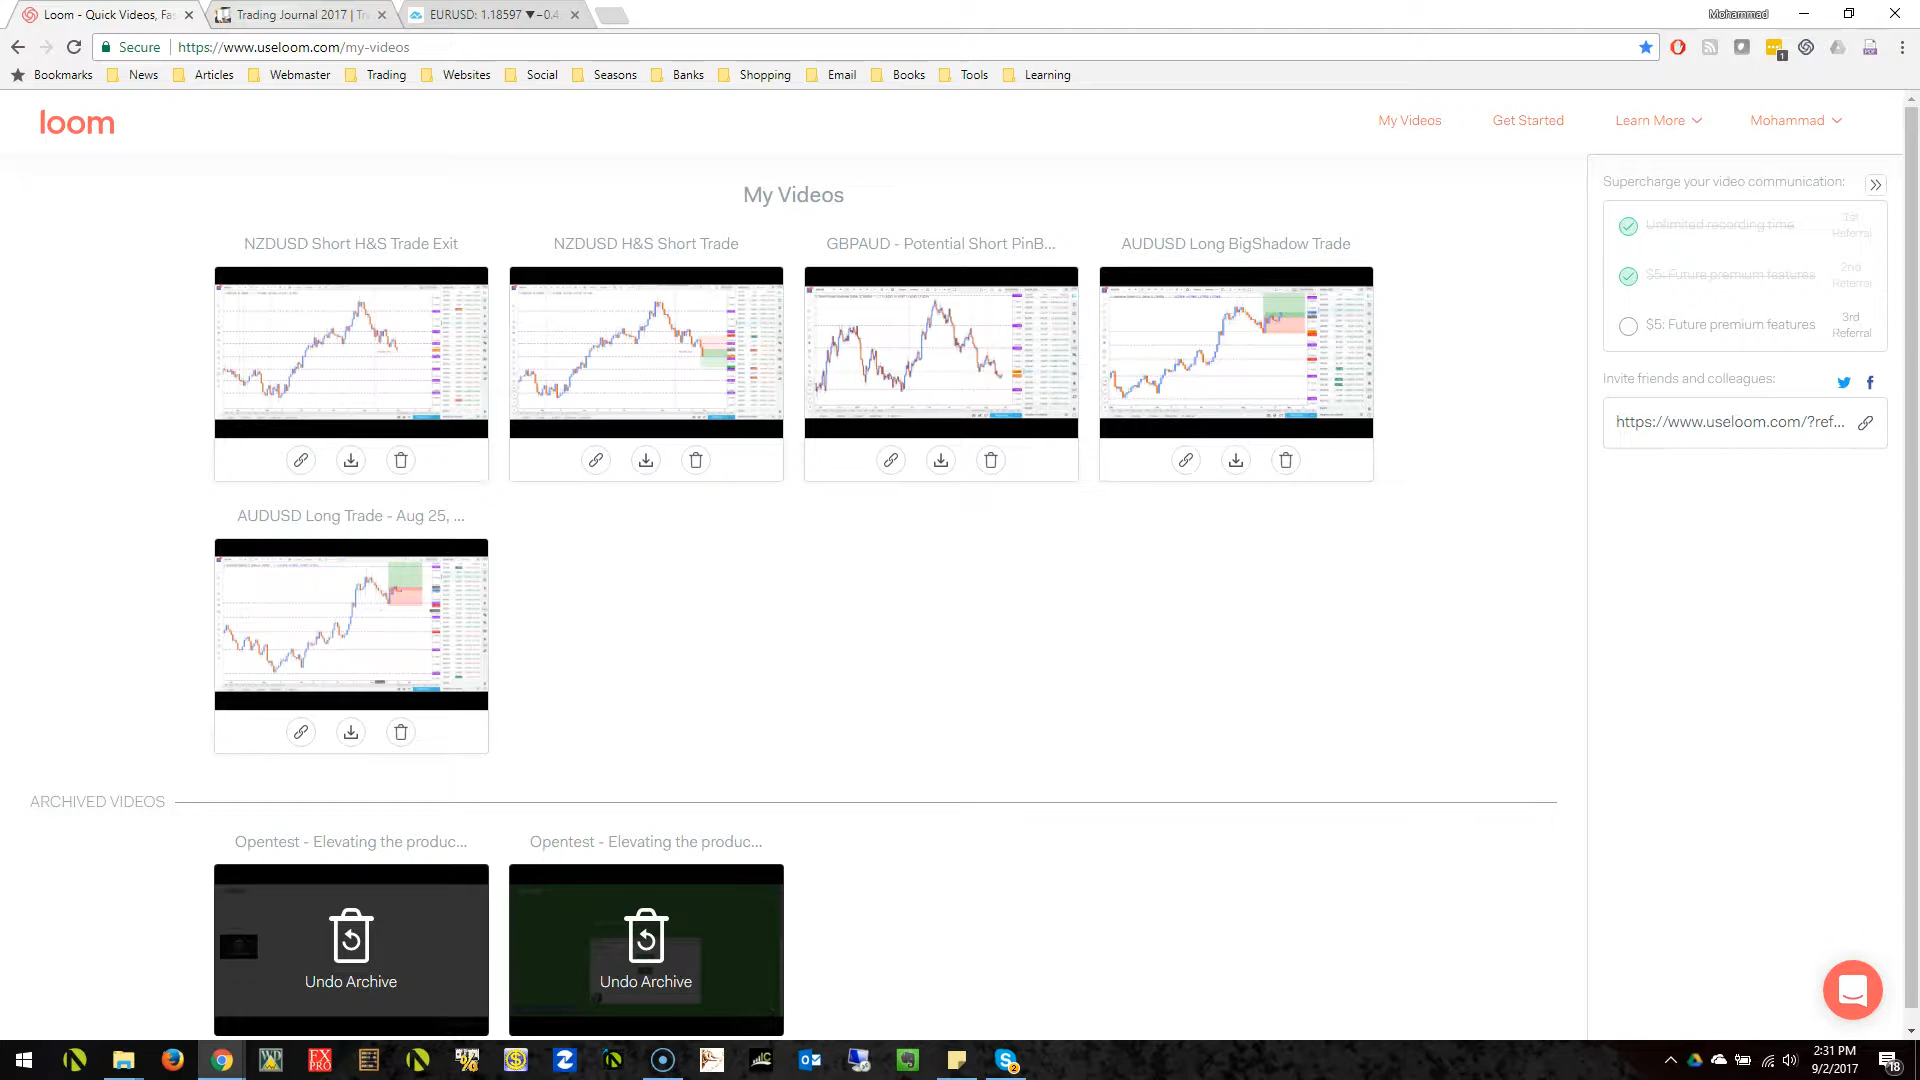 Loom - Quick Videos, Fas
Trading Journal 2017 | Tr
EURUSD: 1.18597 ▼−0.4
Mohammad
Secure
https://www.useloom.com/my-videos
1
Bookmarks
News
Articles
Webmaster
Trading
Websites
Social
Seasons
Banks
Shopping
Email
Books
Tools
Learning
loom
My Videos
Get Started
Learn More
Mohammad
My Videos
Supercharge your video communication:
Unlimited recording time
1st
Referral
$5: Future premium features
2nd
Referral
$5: Future premium features
3rd
Referral
Invite friends and colleagues:
https://www.useloom.com/?ref...
NZDUSD Short H&S Trade Exit
NZDUSD H&S Short Trade
GBPAUD - Potential Short PinB...
AUDUSD Long BigShadow Trade
AUDUSD Long Trade - Aug 25, ...
ARCHIVED VIDEOS
Opentest - Elevating the produc...
Opentest - Elevating the produc...
Undo Archive
Undo Archive
FX
PRO
2
2:31 PM
9/2/2017
18